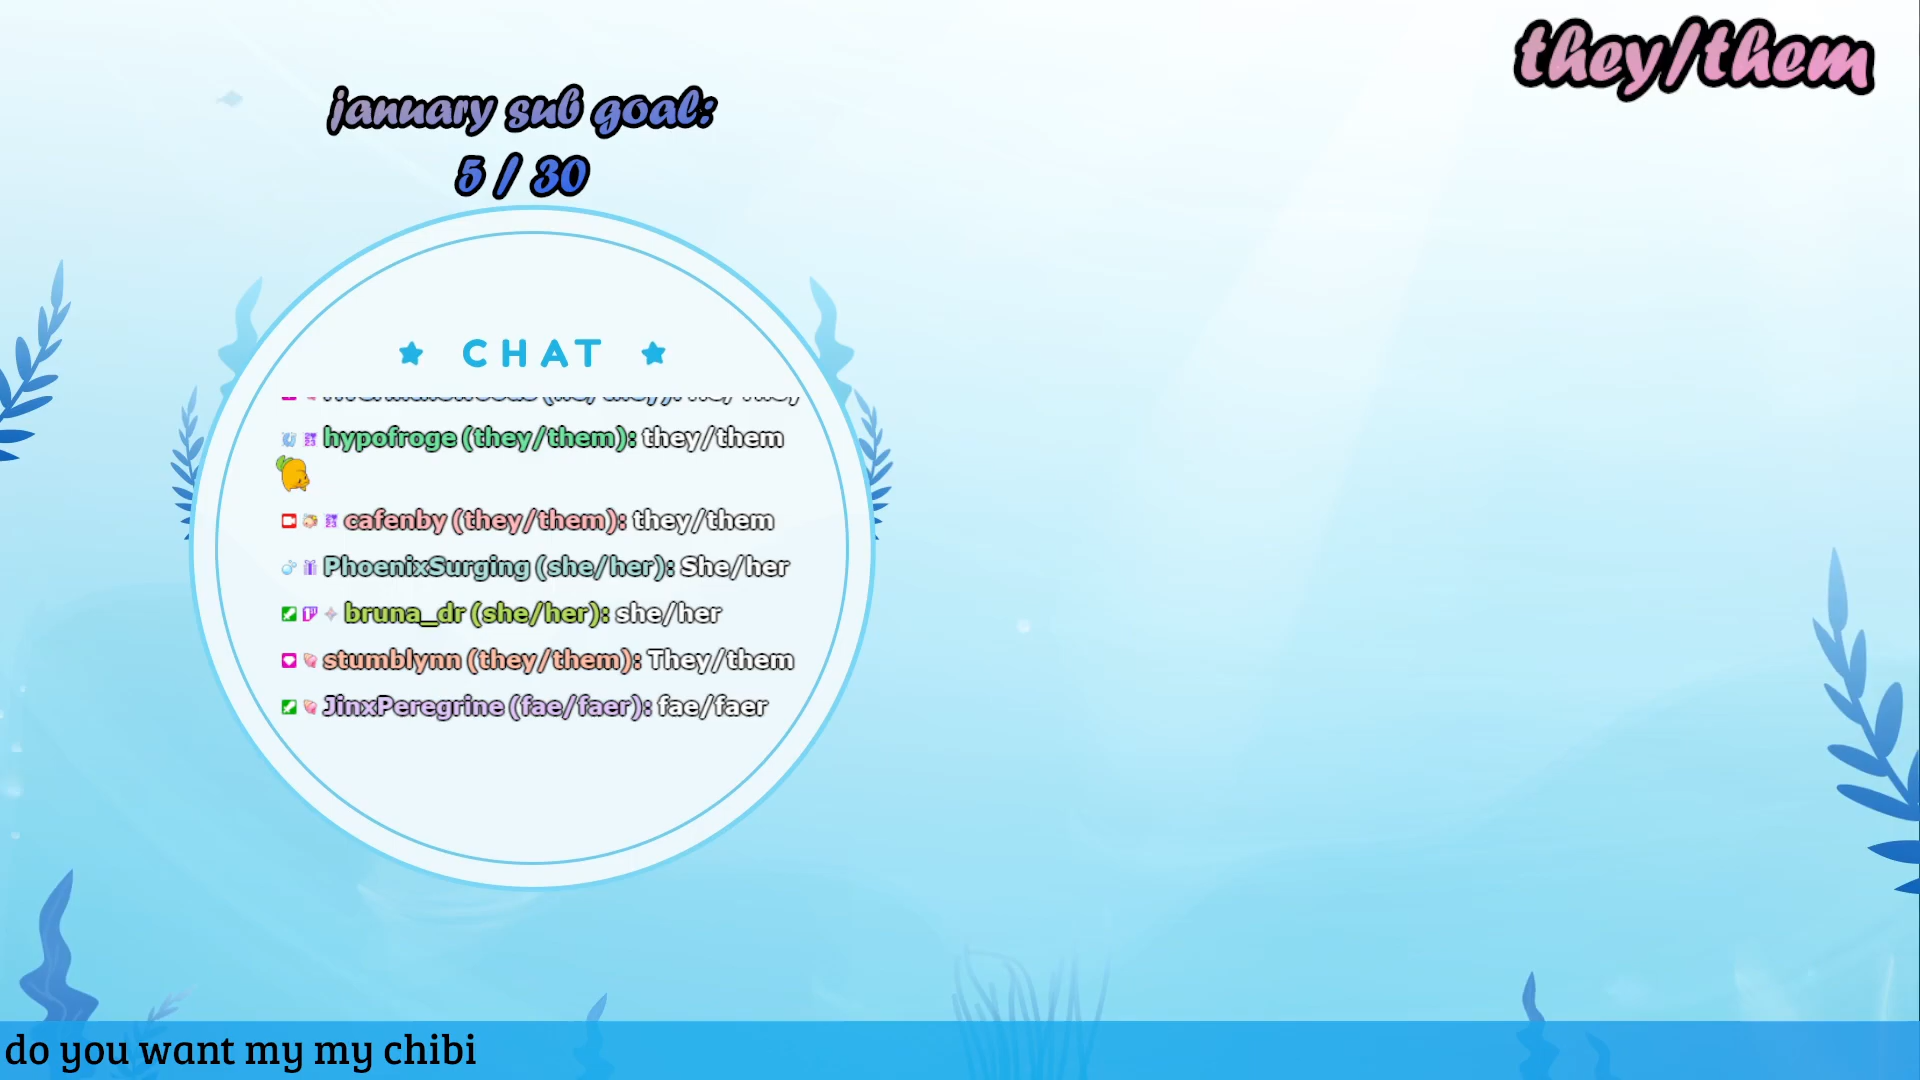 they/them
january sub goal:
5 / 30
CHAT
hypofroge (they/them): they/them
cafenby (they/them): they/them
PhoenixSurging (she/her): She/her
bruna_dr (she/her): she/her
stumblynn (they/them): They/them
JinxPeregrine (fae/faer): fae/faer
do you want my my chibi